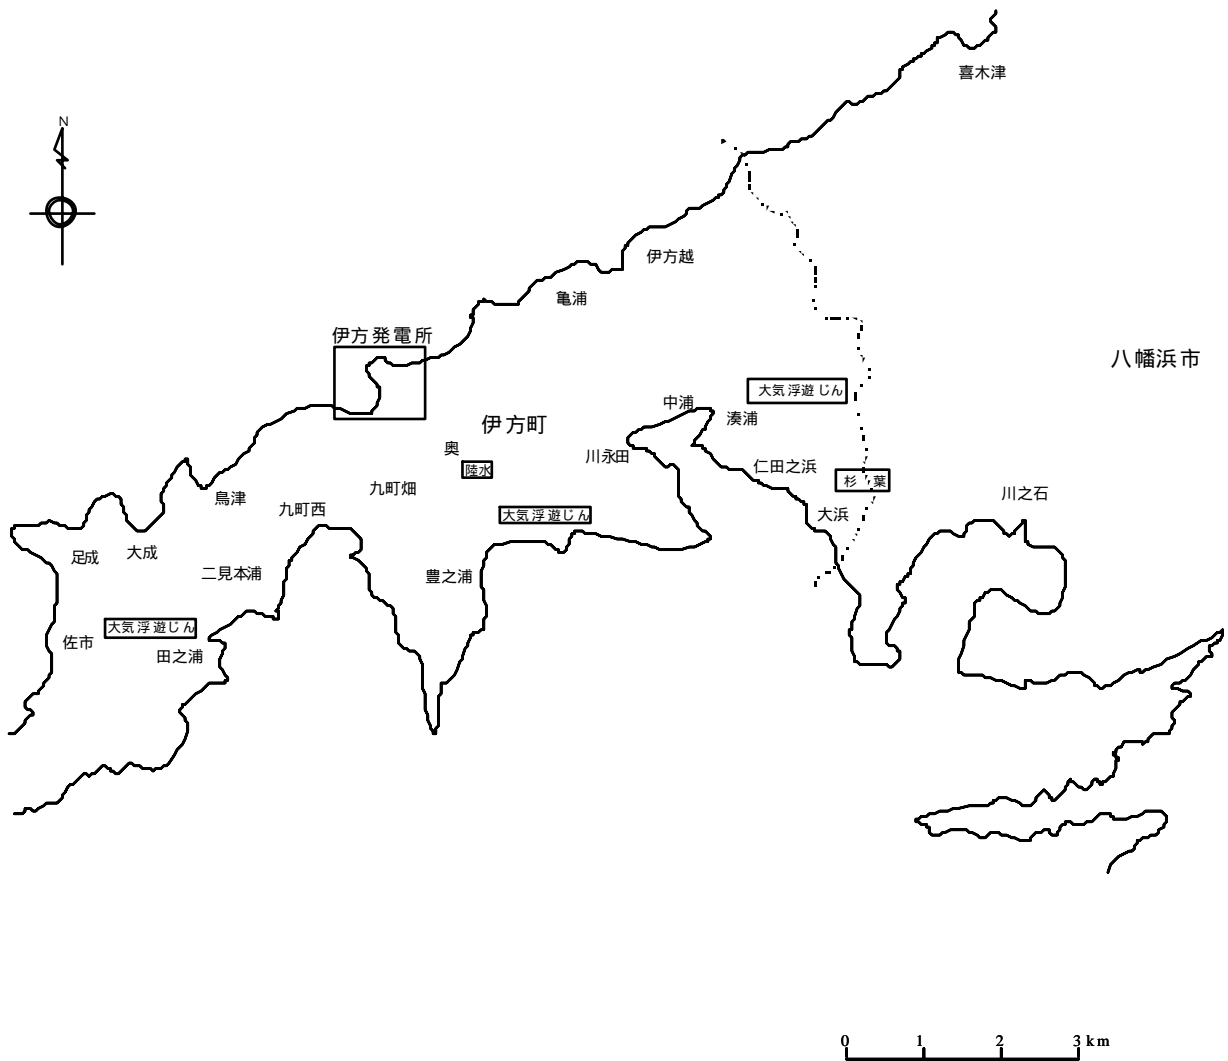 喜木津
N
伊方越
亀浦
伊方発電所
八幡浜市
大気浮遊じん
中浦
湊浦
伊方町
奥
川永田
陸水
仁田之浜
杉 葉
九町畑
川之石
鳥津
九町西
大気浮遊じん
大浜
足成
大成
二見本浦
豊之浦
大気浮遊じん
佐市
田之浦
0 1 2 3 km